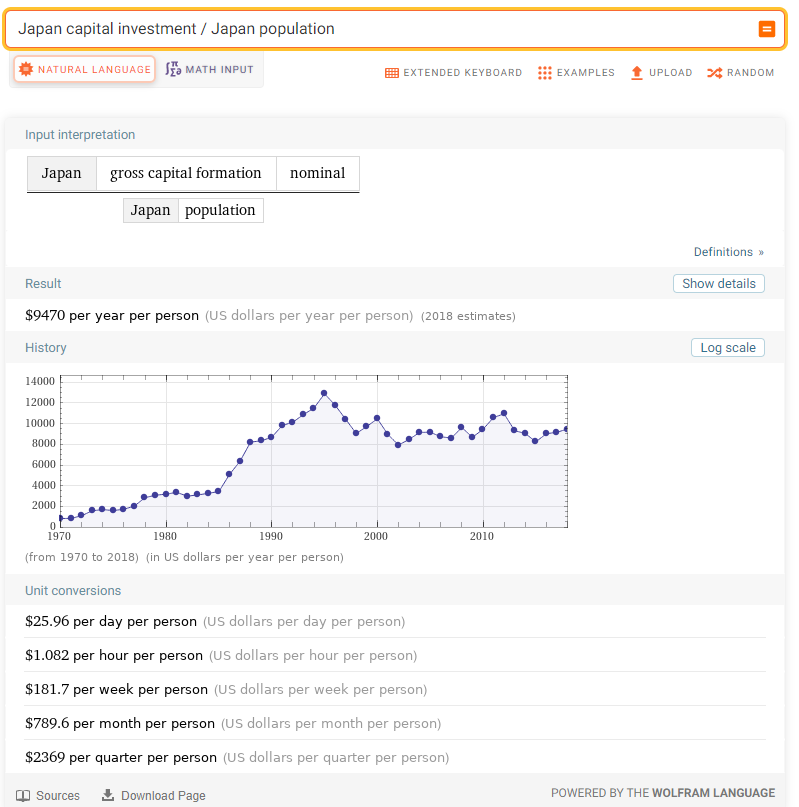 Japan capital investment / Japan population
NATURAL LANGUAGE MATH INPUT EXTENDED KEYBOARD EXAMPLES UPLOAD RANDOM
Input interpretation
Japan gross capital formation nominal
Japan population
Definitions »
Result Show details
$9470 per year per person (US dollars per year per person) (2018 estimates)
History Log scale
14000
12000
10000
8000
6000
4000
2000
0
1970 1980 1990 2000 2010
(from 1970 to 2018) (in US dollars per year per person)
Unit conversions
$25.96 per day per person (US dollars per day per person)
$1.082 per hour per person (US dollars per hour per person)
$181.7 per week per person (US dollars per week per person)
$789.6 per month per person (US dollars per month per person)
$2369 per quarter per person (US dollars per quarter per person)
Sources Download Page POWERED BY THE WOLFRAM LANGUAGE